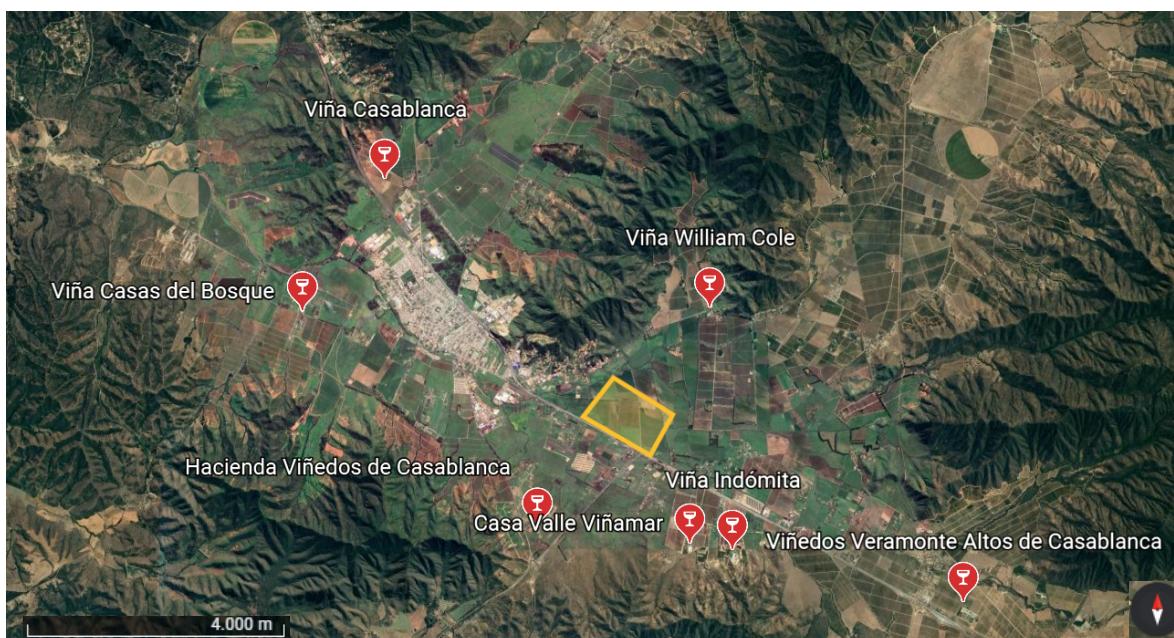 Viña Casablanca
Viña William Cole
Viña Casas del Bosque
Hacienda Viñedos de Casablanca
Viña Indómita
Casa Valle Viñamar
Viñedos Veramonte Altos de Casablanca
4.000 m